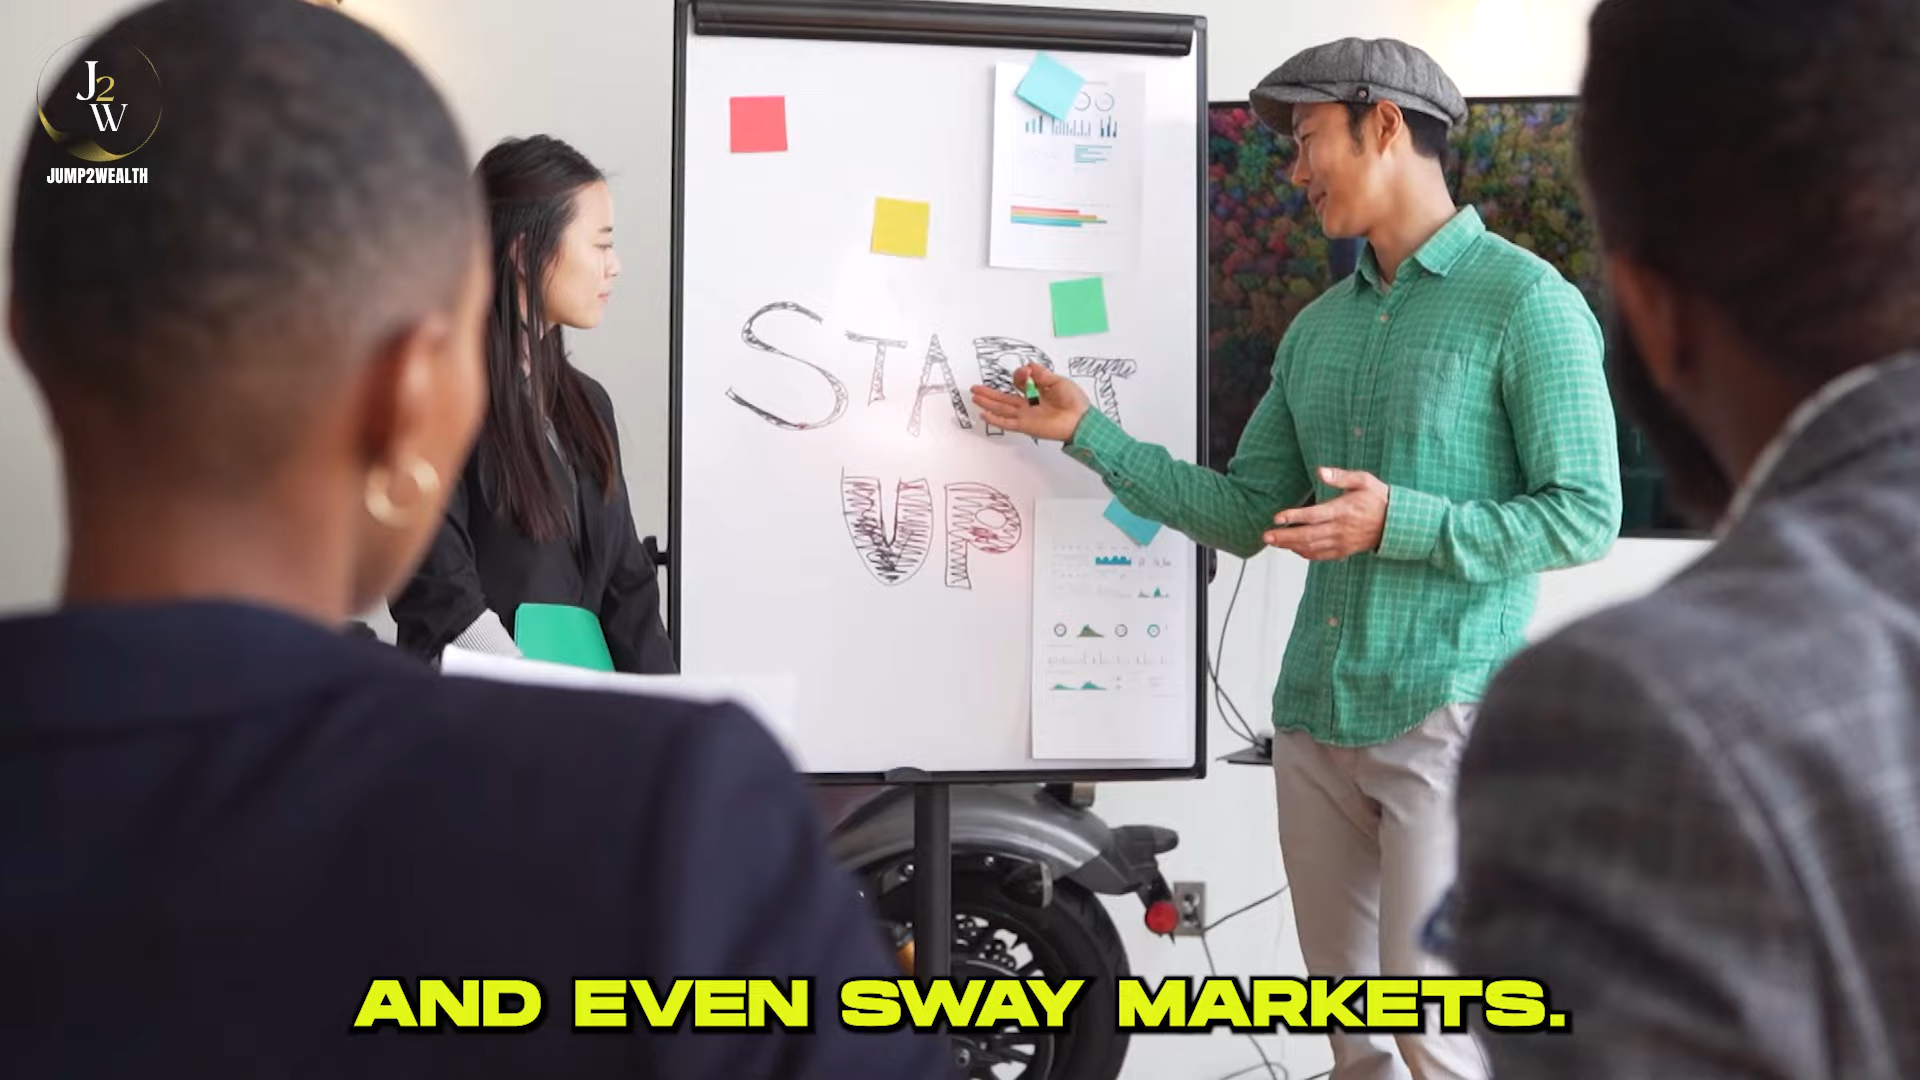 J2W
JUMP2WEALTH
START
UP
AND EVEN SWAY MARKETS.